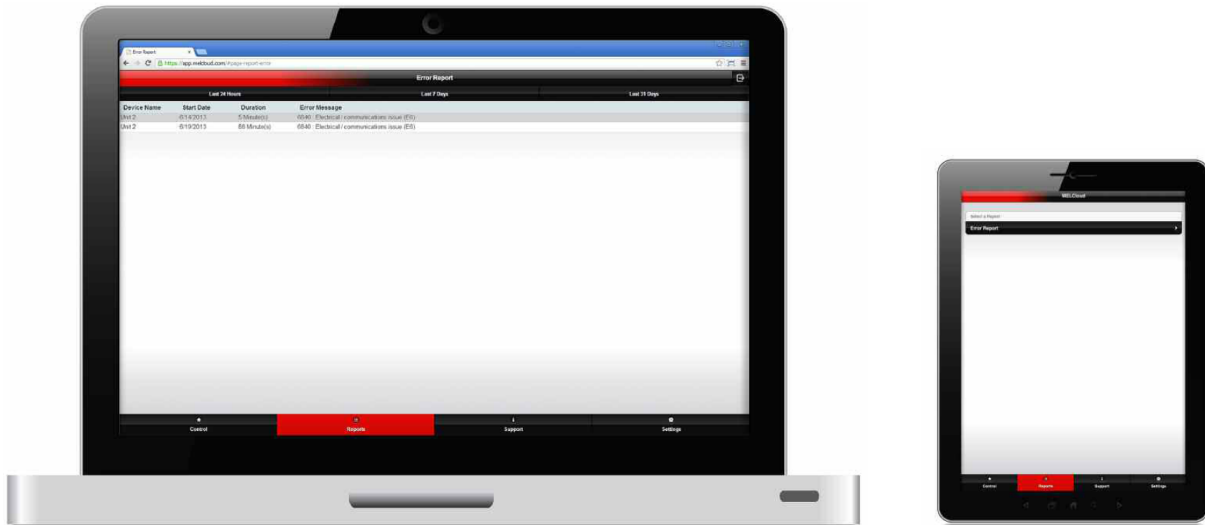 Error Report
https://app.melcloud.com/#page-report-error
Error Report
Last 24 Hours Last 7 Days Last 31 Days
Device Name Start Date Duration Error Message
Unit 2 6/14/2013 5 Minute(s) : Electrical / communications issue (E6)
Unit 2 6/19/2013 Minute(s) : Electrical / communications issue (E6)
Control Reports Support Settings
MELCloud
Select a Report
Error Report
Control Reports Support Settings